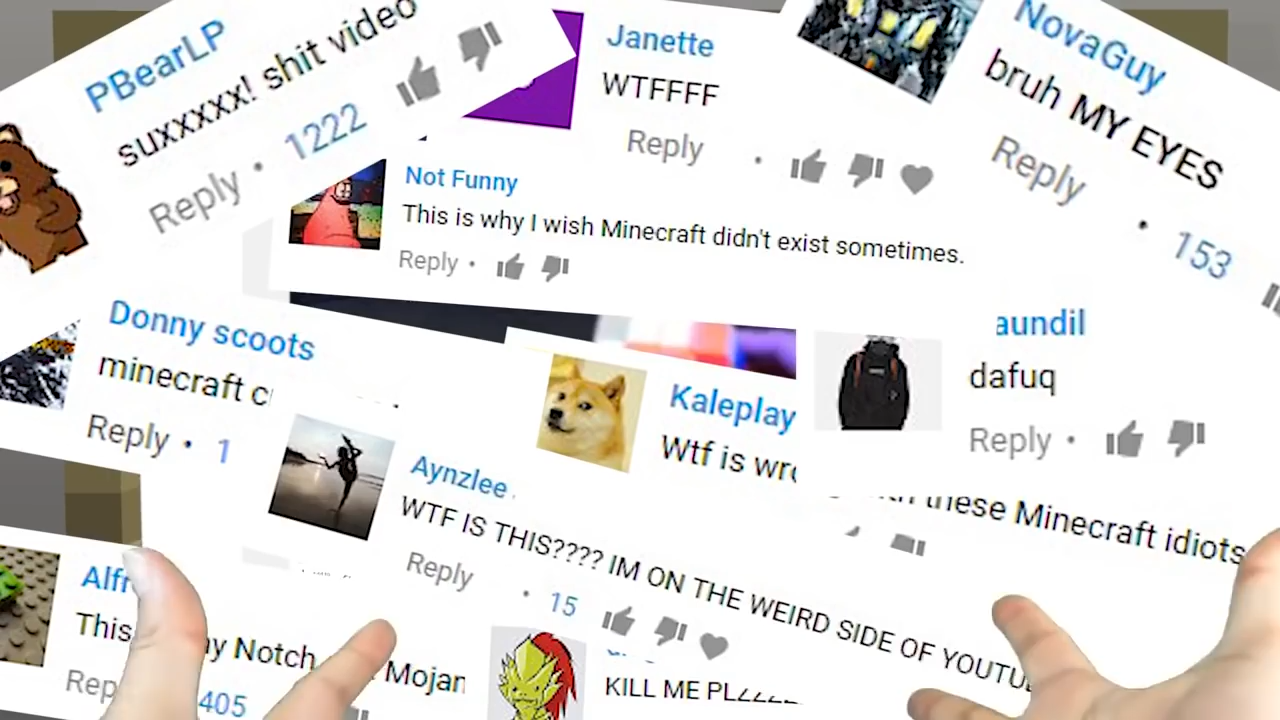 PBearLP
suxxxxx! shit video
Reply • 1222
Janette
WTFFFF
Reply •
NovaGuy
bruh MY EYES
Reply • 153
Not Funny
This is why I wish Minecraft didn't exist sometimes.
Reply •
Donny scoots
minecraft
Reply • 1
Kaleplay
Wtf is
these Minecraft idiots
aundil
dafuq
Reply •
Aynzlee
WTF IS THIS???? IM ON THE WEIRD SIDE OF
Reply • 15
This Notch
405
KILL ME